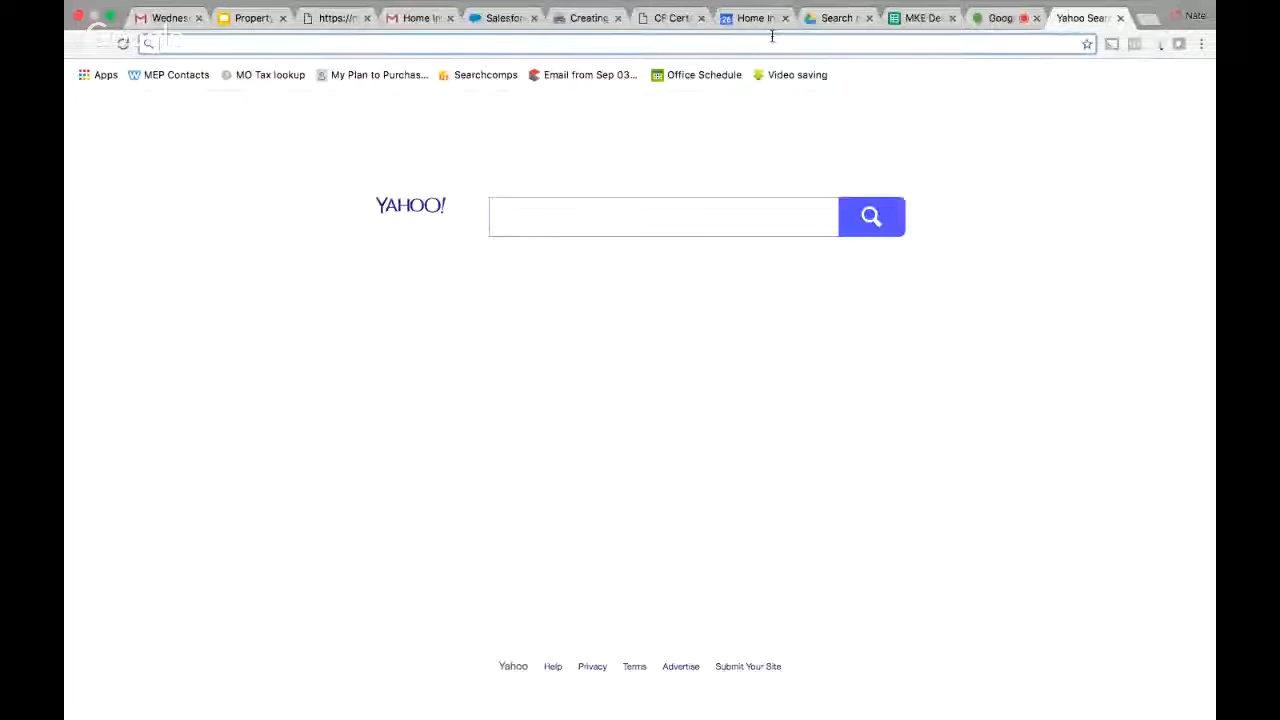 Wednes Property https://r Home In Salesfor Creating CF Certi Home In Search r MKE De Goog Yahoo Sear Nate
Google
Apps MEP Contacts MO Tax lookup My Plan to Purchas... Searchcomps Email from Sep 03... Office Schedule Video saving
YAHOO!
Yahoo Help Privacy Terms Advertise Submit Your Site